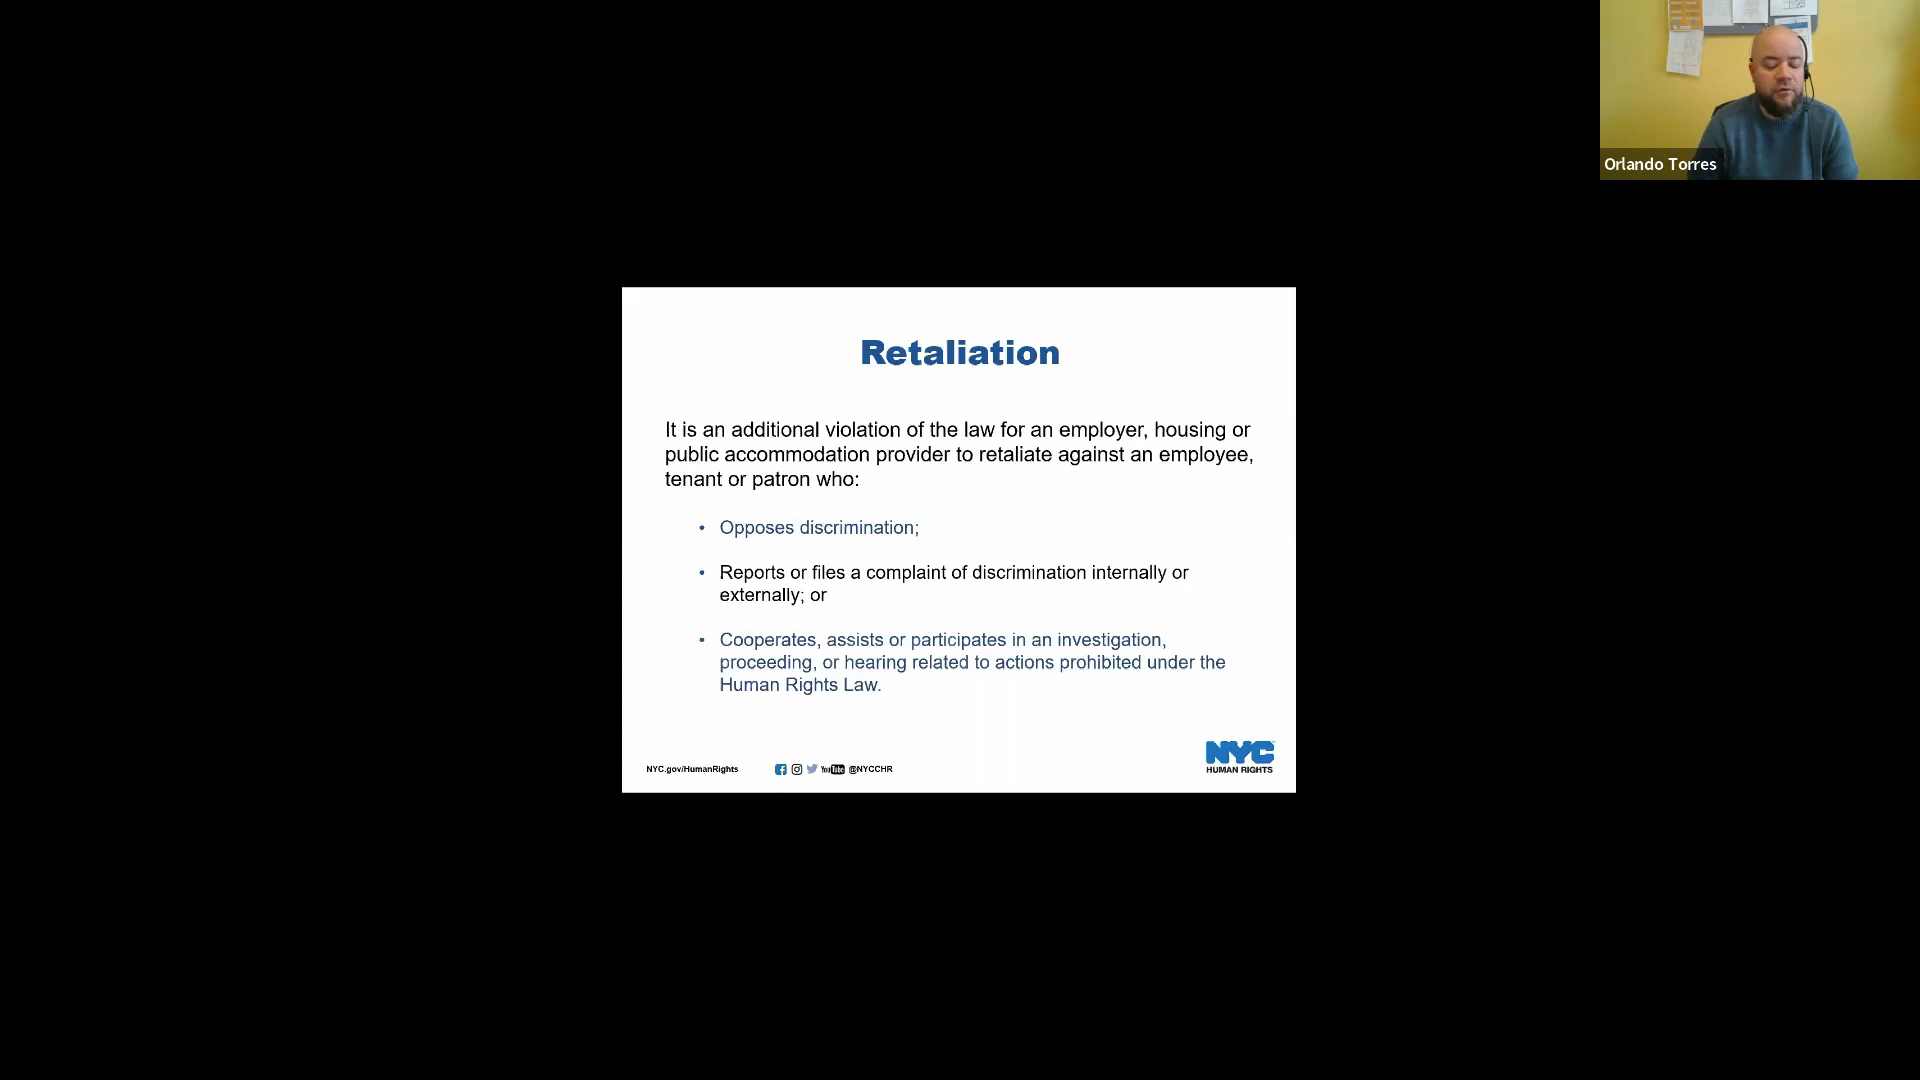 Orlando Torres
Retaliation
It is an additional violation of the law for an employer, housing or
public accommodation provider to retaliate against an employee,
tenant or patron who:
• Opposes discrimination;
• Reports or files a complaint of discrimination internally or
externally; or
• Cooperates, assists or participates in an investigation,
proceeding, or hearing related to actions prohibited under the
Human Rights Law.
NYC.gov/HumanRights
YouTube @NYCCHR
NYC
HUMAN RIGHTS